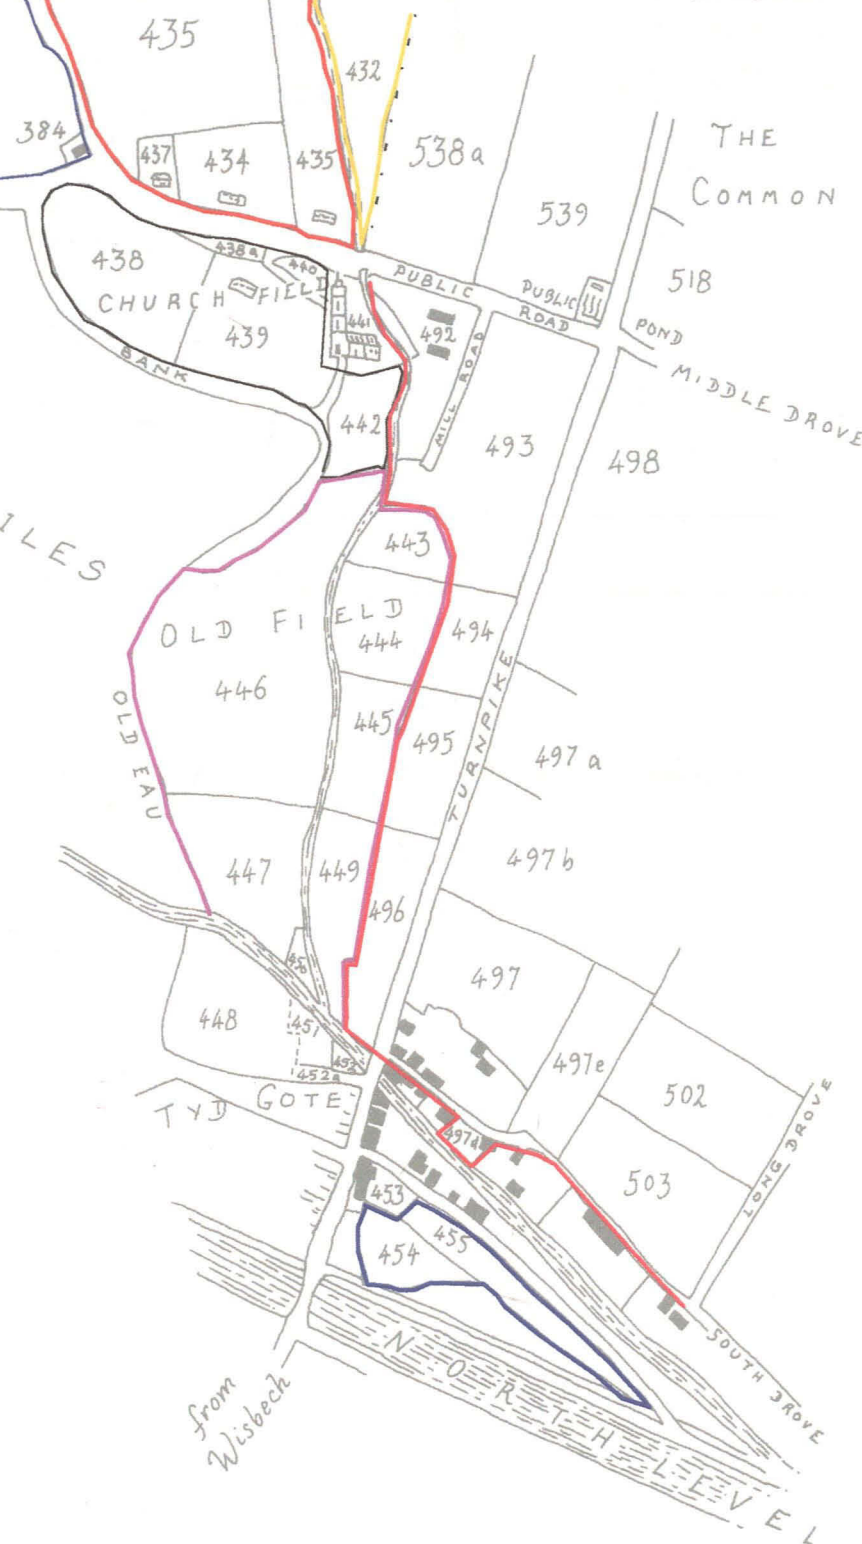 435
432
384
437
434
435
538a
THE
COMMON
539
518
438
438a
440
CHURCH FIELD
439
441
PUBLIC
PUBLIC
ROAD
POND
492
MILL ROAD
BANK
MIDDLE DROVE
442
493
498
ILES
443
OLD FIELD
444
494
446
445
495
TURNPIKE
497a
OLD EAU
447
449
497b
496
450
497
448
451
452
452a
497e
502
TYD GOTE
497d
503
LONG DROVE
453
455
454
SOUTH DROVE
NORTH LEVEL
from
Wisbech